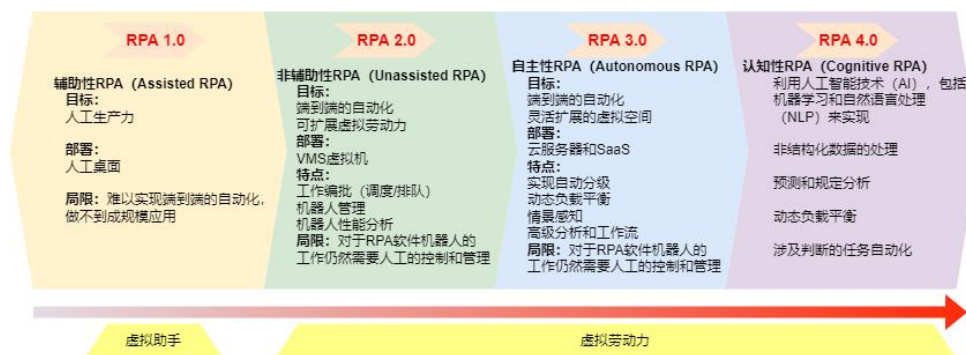 RPA 1.0
辅助性RPA（Assisted RPA）
目标：
人工生产力
部署：
人工桌面
局限：难以实现端到端的自动化，
做不到成规模应用
RPA 2.0
非辅助性RPA（Unassisted RPA）
目标：
端到端的自动化
可扩展虚拟劳动力
部署：
VMS虚拟机
特点：
工作编批（调度/排队）
机器人管理
机器人性能分析
局限：对于RPA软件机器人的
工作仍然需要人工的控制和管理
RPA 3.0
自主性RPA（Autonomous RPA）
目标：
端到端的自动化
灵活扩展的虚拟空间
部署：
云服务器和SaaS
特点：
实现自动分级
动态负载平衡
情景感知
高级分析和工作流
局限：对于RPA软件机器人的
工作仍然需要人工的控制和管理
RPA 4.0
认知性RPA（Cognitive RPA）
利用人工智能技术（AI），包括
机器学习和自然语言处理
（NLP）来实现
非结构化数据的处理
预测和规定分析
动态负载平衡
涉及判断的任务自动化
虚拟助手
虚拟劳动力